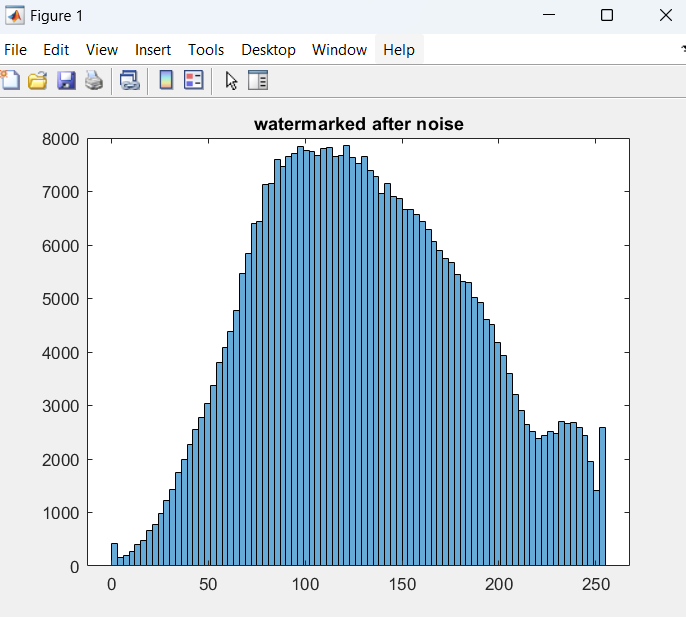 Figure 1
File Edit View Insert Tools Desktop Window Help
watermarked after noise
8000
7000
6000
5000
4000
3000
2000
1000
0
0 50 100 150 200 250